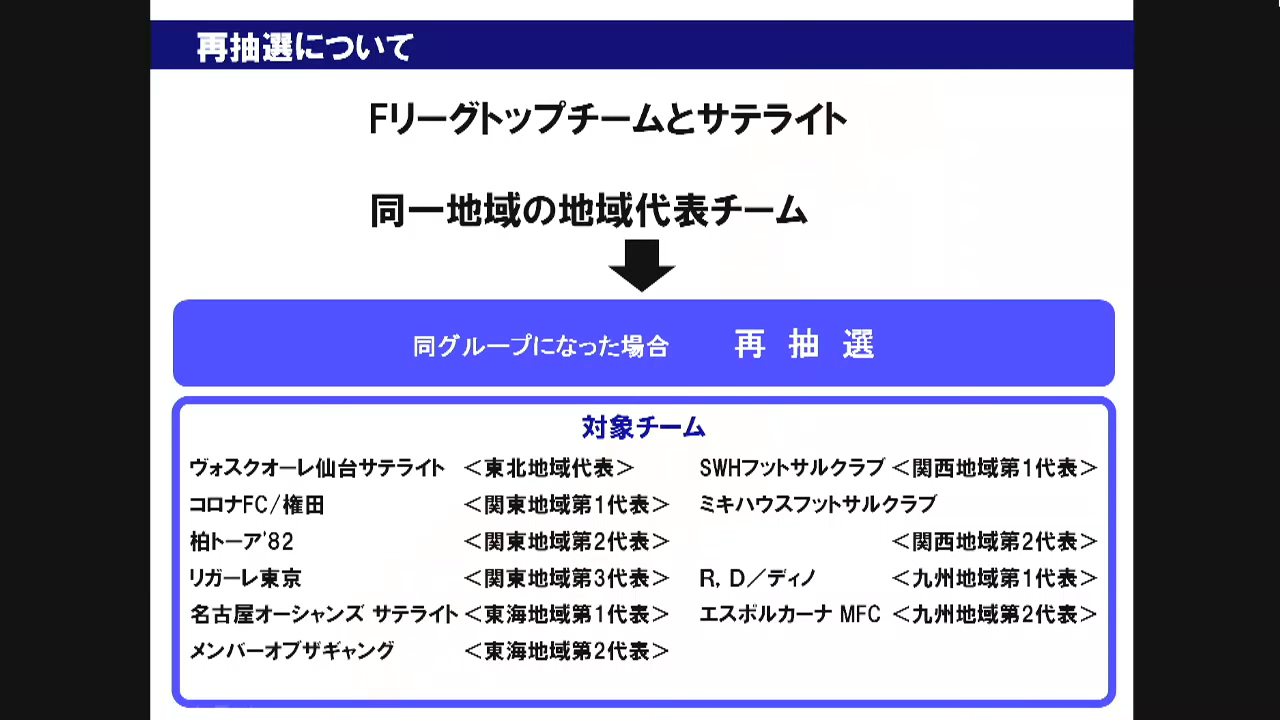 再抽選について
Fリーグトップチームとサテライト
同一地域の地域代表チーム
同グループになった場合 再 抽 選
対象チーム
ヴォスクオーレ仙台サテライト <東北地域代表>
コロナFC/権田 <関東地域第1代表>
柏トーア'82 <関東地域第2代表>
リガーレ東京 <関東地域第3代表>
名古屋オーシャンズ サテライト <東海地域第1代表>
メンバーオブザギャング <東海地域第2代表>
SWHフットサルクラブ <関西地域第1代表>
ミキハウスフットサルクラブ
<関西地域第2代表>
R, D/ディノ <九州地域第1代表>
エスポルカーナ MFC <九州地域第2代表>